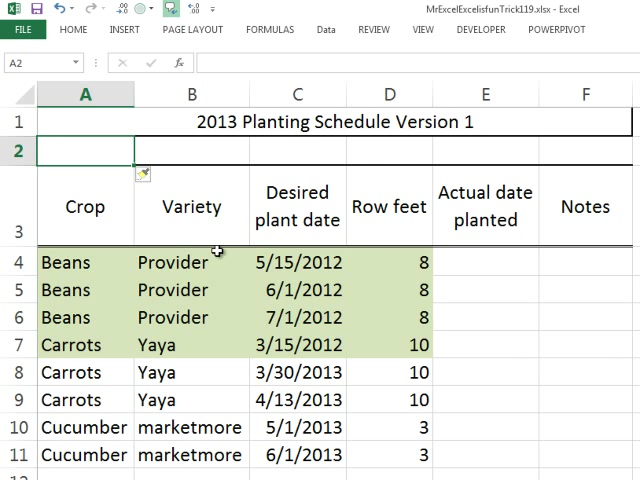 MrExcelExcelisfunTrick119.xlsx - Excel
FILE HOME INSERT PAGE LAYOUT FORMULAS Data REVIEW VIEW DEVELOPER POWERPIVOT
A2 fx
A B C D E F
1 2013 Planting Schedule Version 1
2
3 Crop Variety Desired plant date Row feet Actual date planted Notes
4 Beans Provider 5/15/2012 8
5 Beans Provider 6/1/2012 8
6 Beans Provider 7/1/2012 8
7 Carrots Yaya 3/15/2012 10
8 Carrots Yaya 3/30/2013 10
9 Carrots Yaya 4/13/2013 10
10 Cucumber marketmore 5/1/2013 3
11 Cucumber marketmore 6/1/2013 3